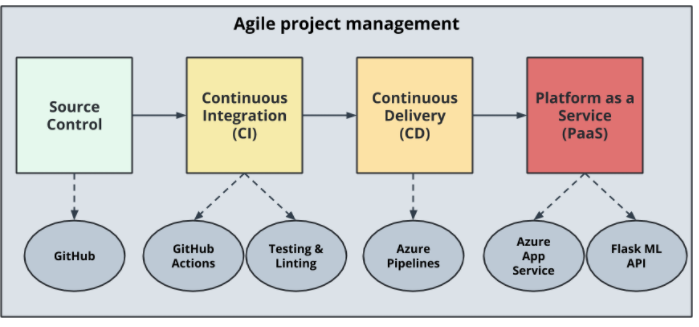 Agile project management
Source
Control
Continuous
Integration
(CI)
Continuous
Delivery
(CD)
Platform as a
Service
(PaaS)
GitHub
GitHub
Actions
Testing &
Linting
Azure
Pipelines
Azure
App
Service
Flask ML
API